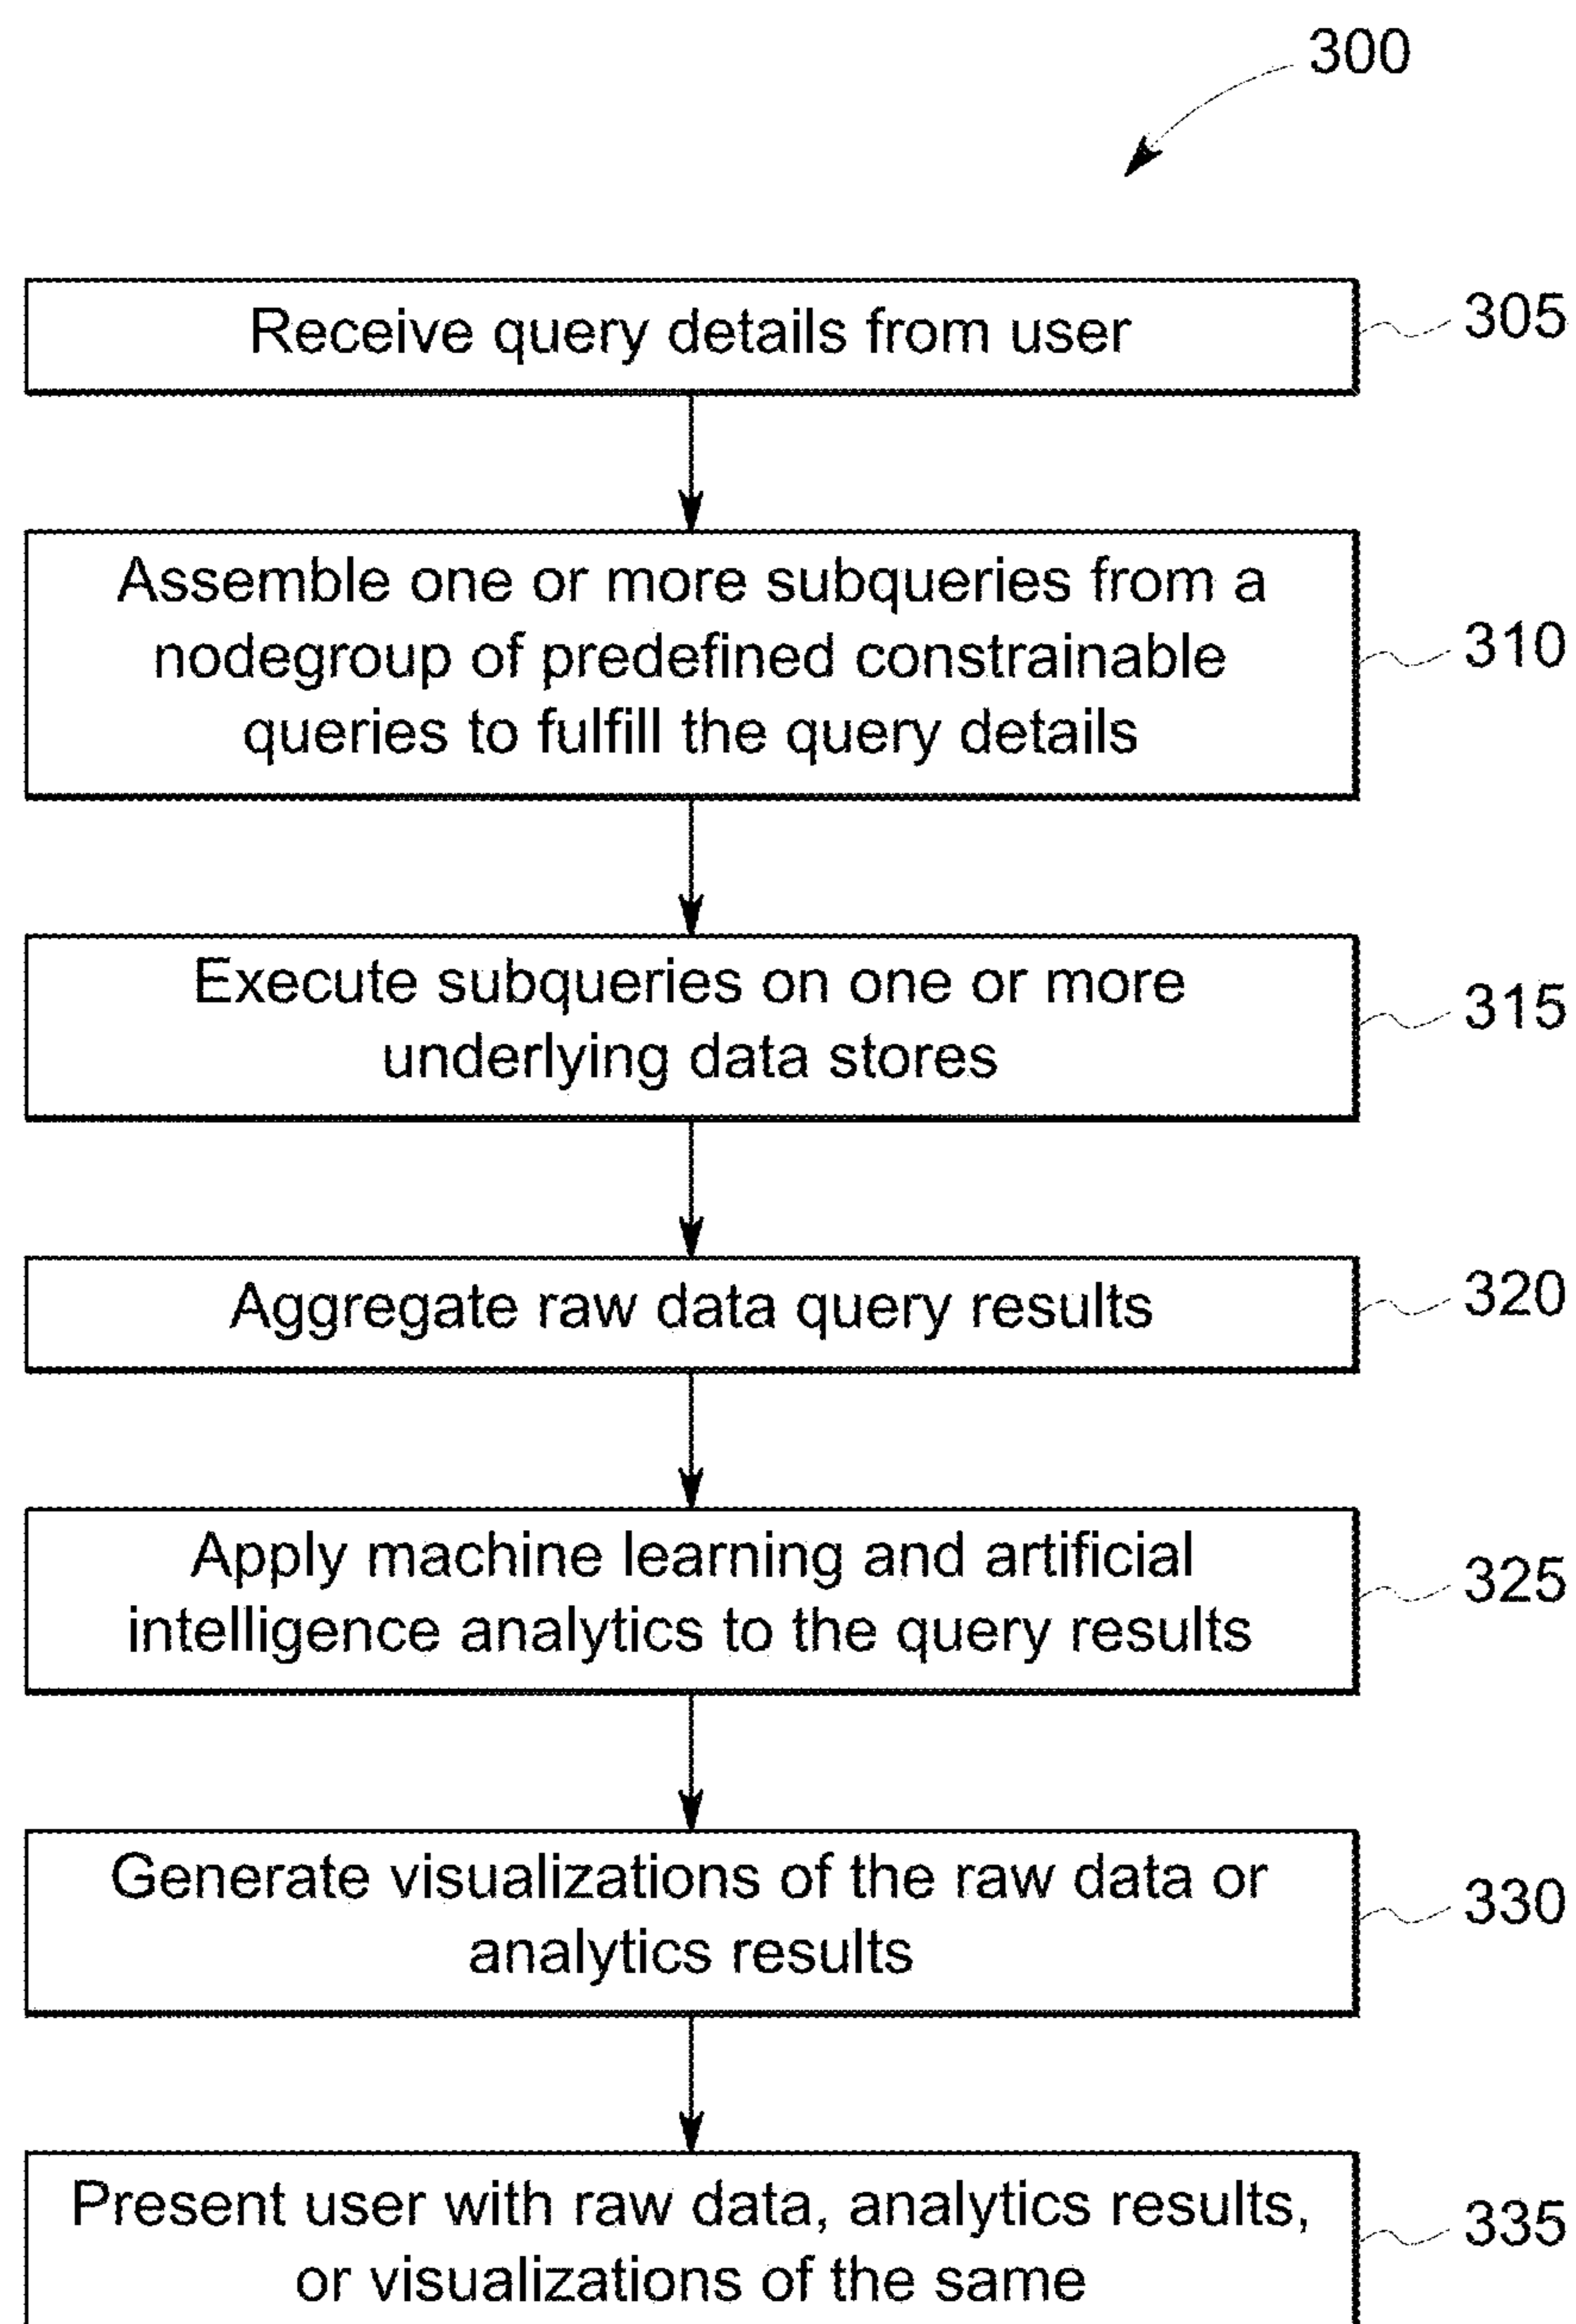 300
Receive query details from user
305
Assemble one or more subqueries from a
nodegroup of predefined constrainable
queries to fulfill the query details
310
Execute subqueries on one or more
underlying data stores
315
Aggregate raw data query results
320
Apply machine learning and artificial
intelligence analytics to the query results
325
Generate visualizations of the raw data or
analytics results
330
Present user with raw data, analytics results,
or visualizations of the same
335